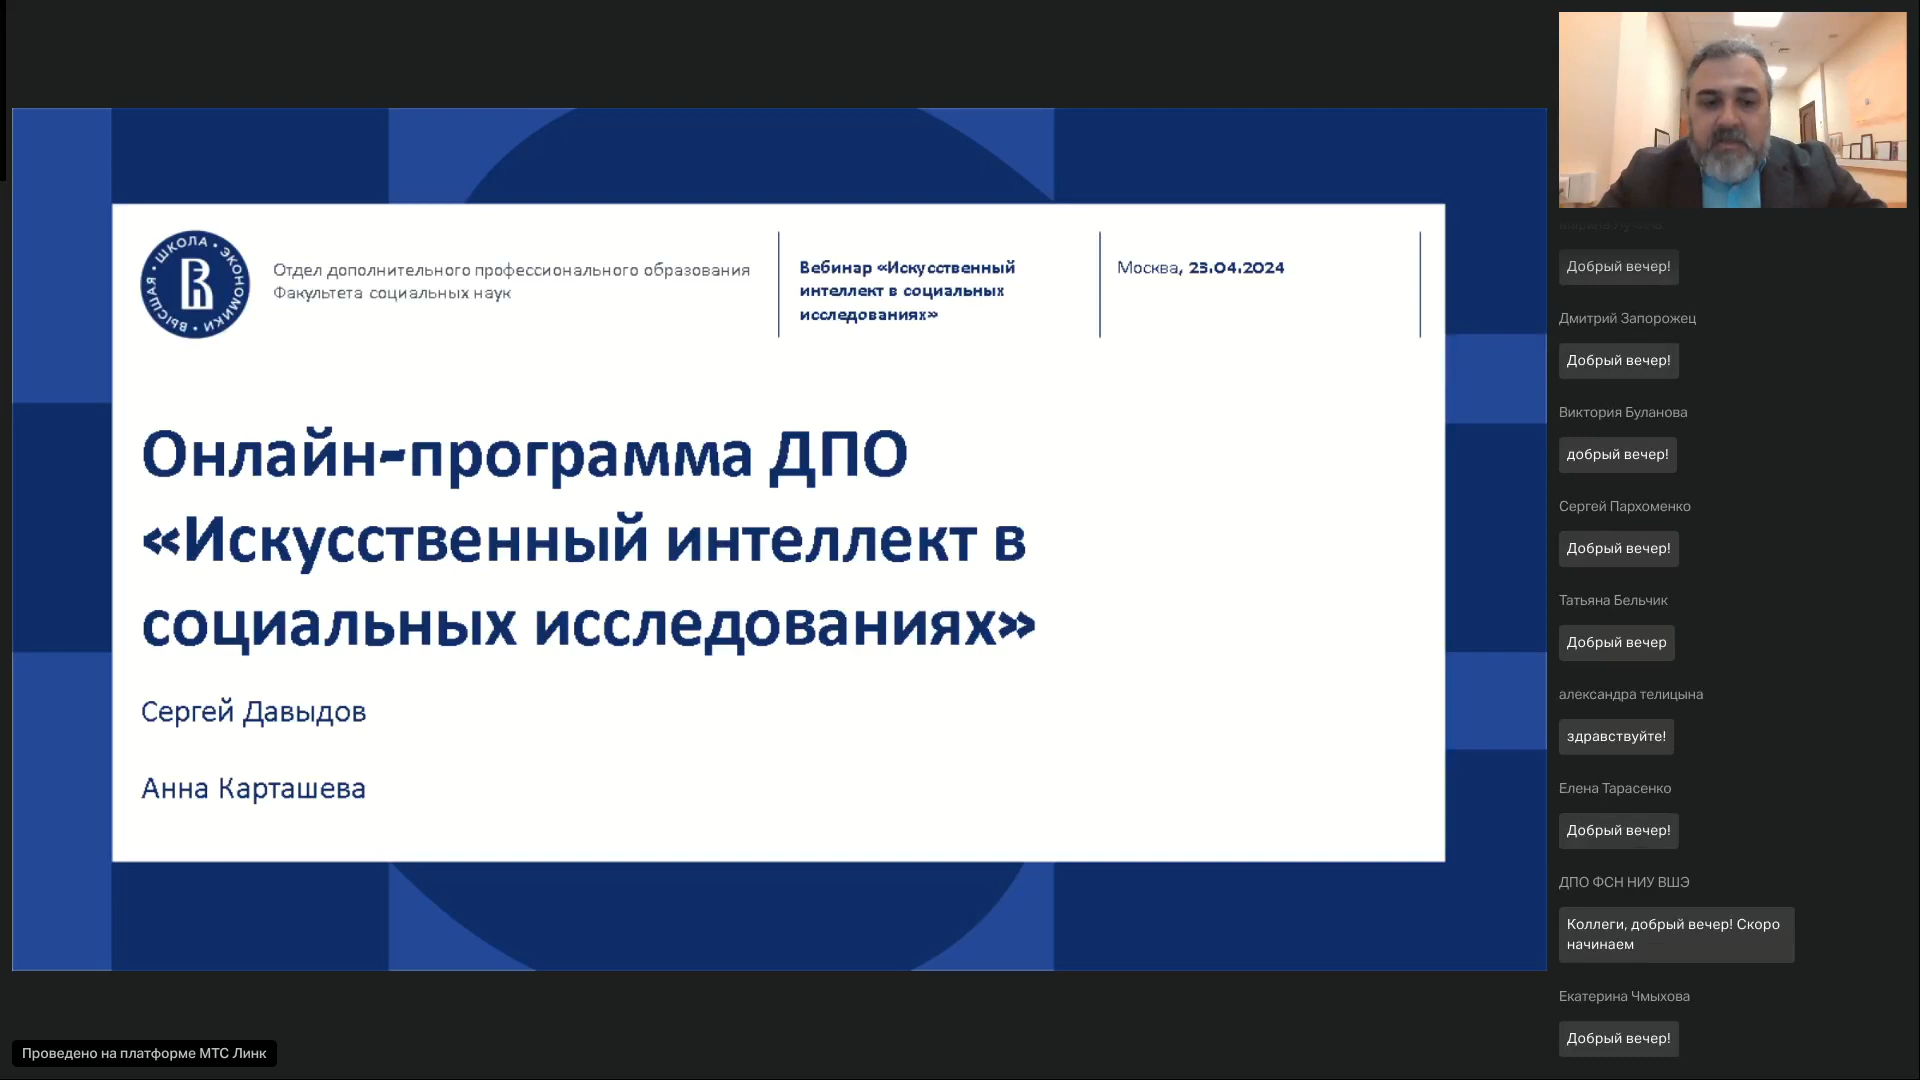 ВЫСШАЯ • ШКОЛА • ЭКОНОМИКИ •
Отдел дополнительного профессионального образования
Факультета социальных наук
Вебинар «Искусственный
интеллект в социальных
исследованиях»
Москва, 23.04.2024
Онлайн-программа ДПО
«Искусственный интеллект в
социальных исследованиях»
Сергей Давыдов
Анна Карташева
Добрый вечер!
Дмитрий Запорожец
Добрый вечер!
Виктория Буланова
добрый вечер!
Сергей Пархоменко
Добрый вечер!
Татьяна Бельчик
Добрый вечер
александра телицына
здравствуйте!
Елена Тарасенко
Добрый вечер!
ДПО ФСН НИУ ВШЭ
Коллеги, добрый вечер! Скоро
начинаем
Екатерина Чмыхова
Добрый вечер!
Проведено на платформе МТС Линк